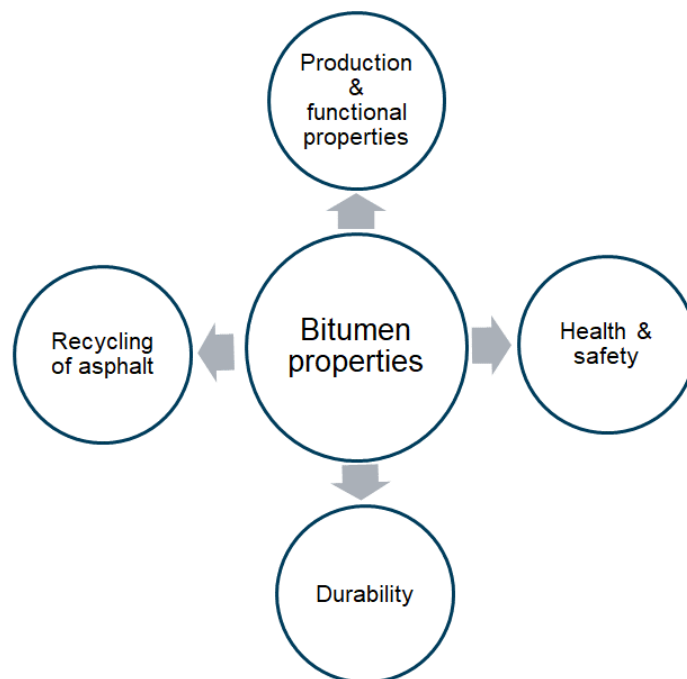 Production
&
functional
properties
Recycling
of asphalt
Bitumen
properties
Health &
safety
Durability